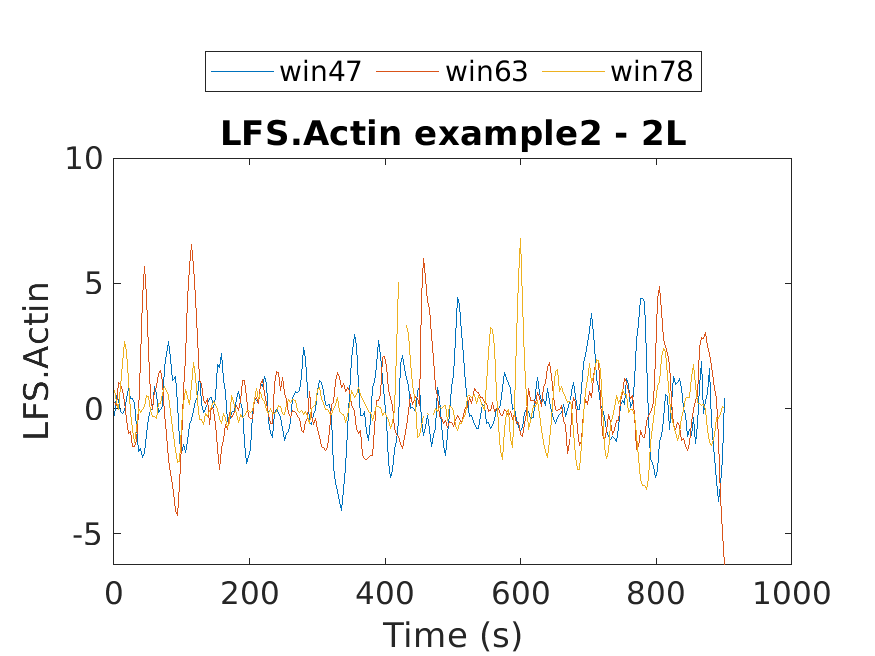 win47 win63 win78
LFS.Actin example2 - 2L
10
5
0
-5
LFS.Actin
0 200 400 600 800 1000
Time (s)